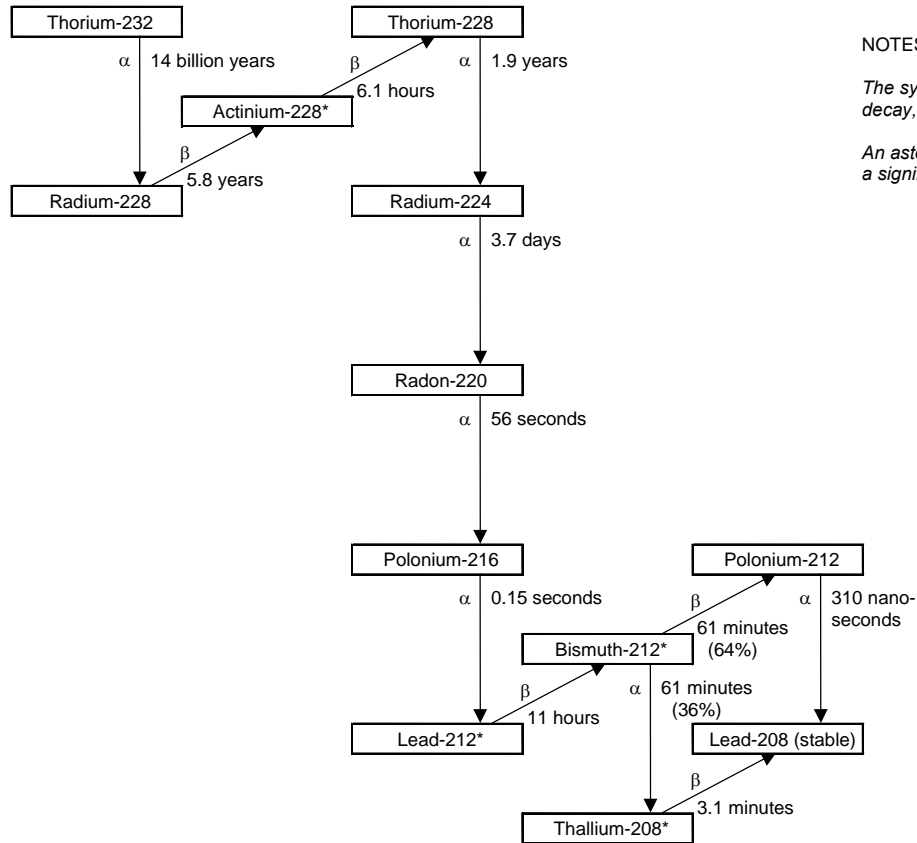 Thorium-232
Thorium-228
NOTES
α
14 billion years
β
α
1.9 years
6.1 hours
The sy
decay,
Actinium-228*
β
An aste
a signi
5.8 years
Radium-228
Radium-224
α
3.7 days
Radon-220
α
56 seconds
Polonium-216
Polonium-212
α
0.15 seconds
β
α
310 nano-
seconds
61 minutes
(64%)
Bismuth-212*
β
α
61 minutes
(36%)
11 hours
Lead-212*
Lead-208 (stable)
β
3.1 minutes
Thallium-208*